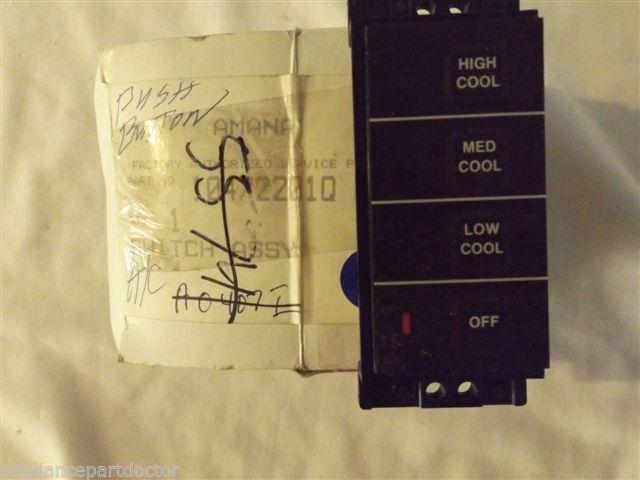 PUSH
BUTTON
AMANA
FACTORY AUTHORIZED SERVICE P
PART NO.
1
SWITCH ASSY
A/C
A0407I
HIGH
COOL
MED
COOL
LOW
COOL
OFF
appliancepartdoctor